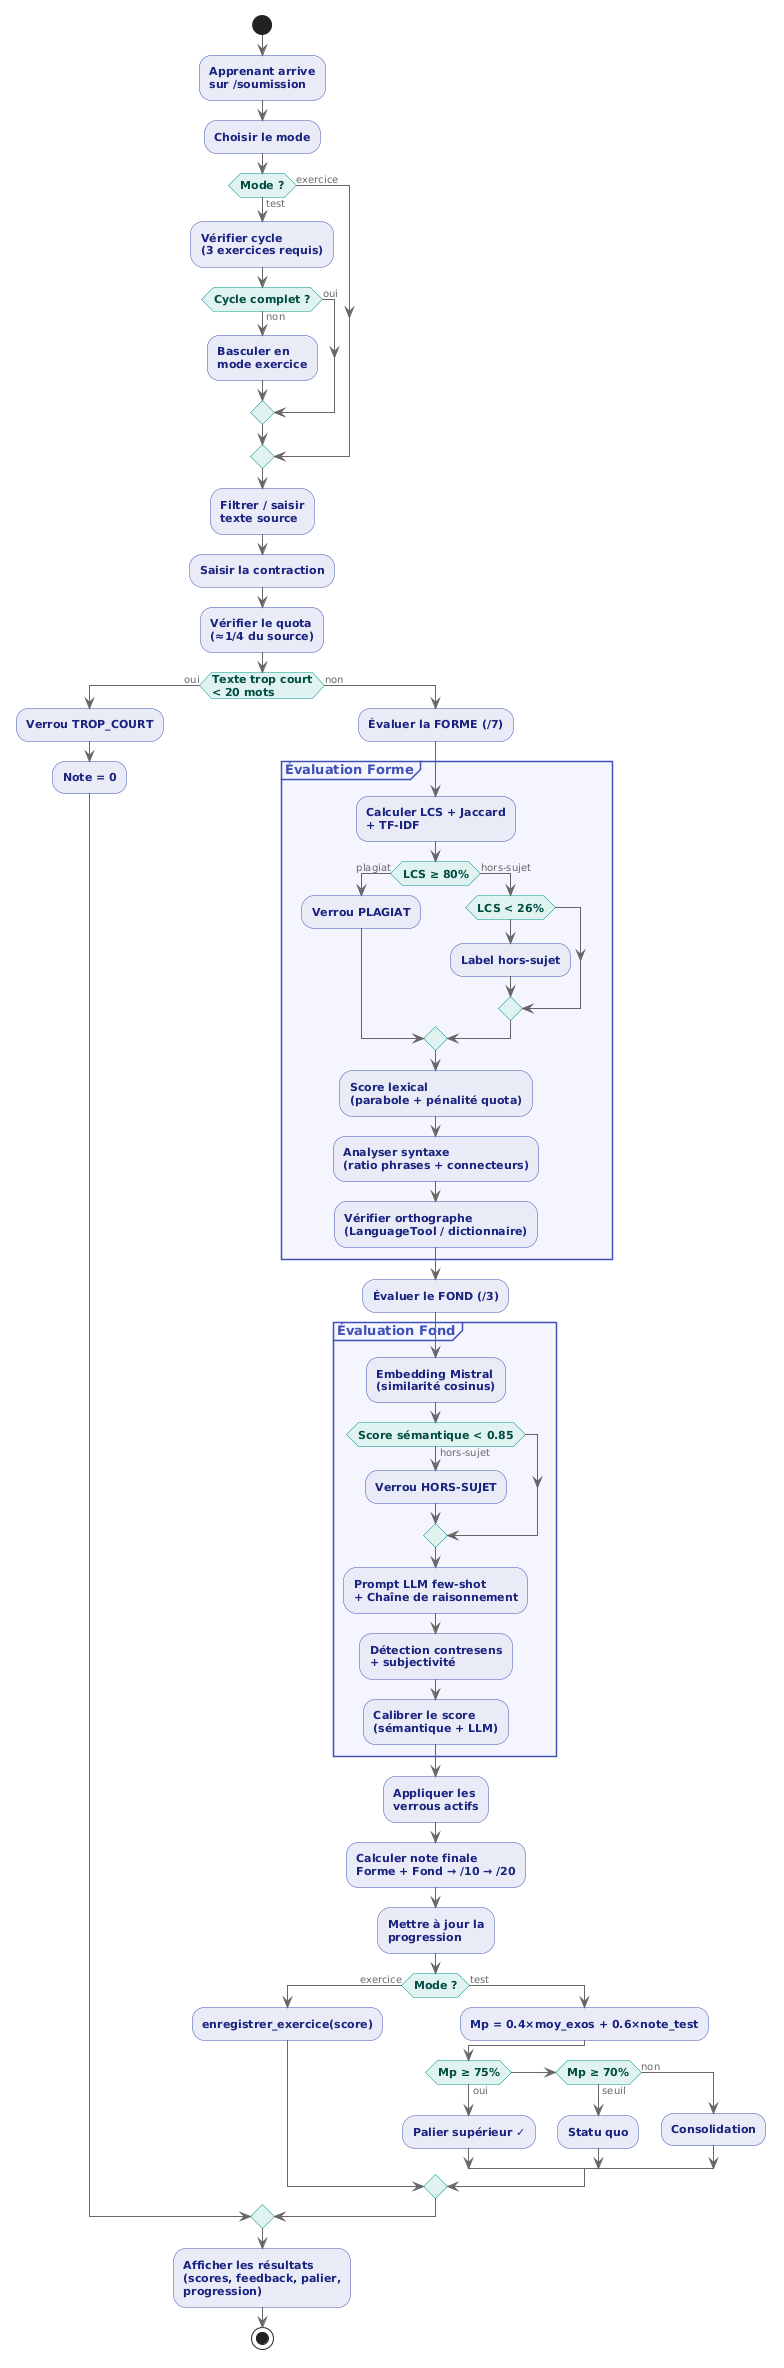 Apprenant arrive
sur /soumission
Choisir le mode
Mode ?
exercice
test
Vérifier cycle
(3 exercices requis)
Cycle complet ?
oui
non
Basculer en
mode exercice
Filtrer / saisir
texte source
Saisir la contraction
Vérifier le quota
(≈1/4 du source)
oui
Texte trop court
< 20 mots
non
Verrou TROP_COURT
Évaluer la FORME (/7)
Note = 0
Évaluation Forme
Calculer LCS + Jaccard
+ TF-IDF
plagiat
LCS ≥ 80%
hors-sujet
Verrou PLAGIAT
LCS < 26%
Label hors-sujet
Score lexical
(parabole + pénalité quota)
Analyser syntaxe
(ratio phrases + connecteurs)
Vérifier orthographe
(LanguageTool / dictionnaire)
Évaluer le FOND (/3)
Évaluation Fond
Embedding Mistral
(similarité cosinus)
Score sémantique < 0.85
hors-sujet
Verrou HORS-SUJET
Prompt LLM few-shot
+ Chaîne de raisonnement
Détection contresens
+ subjectivité
Calibrer le score
(sémantique + LLM)
Appliquer les
verrous actifs
Calculer note finale
Forme + Fond → /10 → /20
Mettre à jour la
progression
exercice
Mode ?
test
enregistrer_exercice(score)
Mp = 0.4×moy_exos + 0.6×note_test
Mp ≥ 75%
oui
Mp ≥ 70%
seuil
non
Palier supérieur ✓
Statu quo
Consolidation
Afficher les résultats
(scores, feedback, palier,
progression)